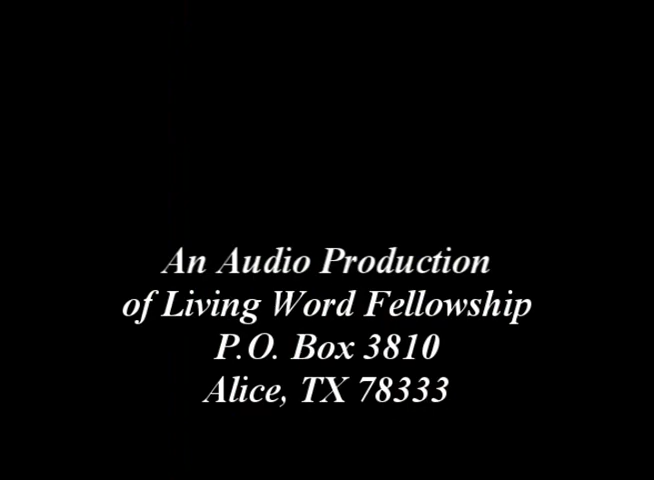 An Audio Production
of Living Word Fellowship
P.O. Box 3810
Alice, TX 78333